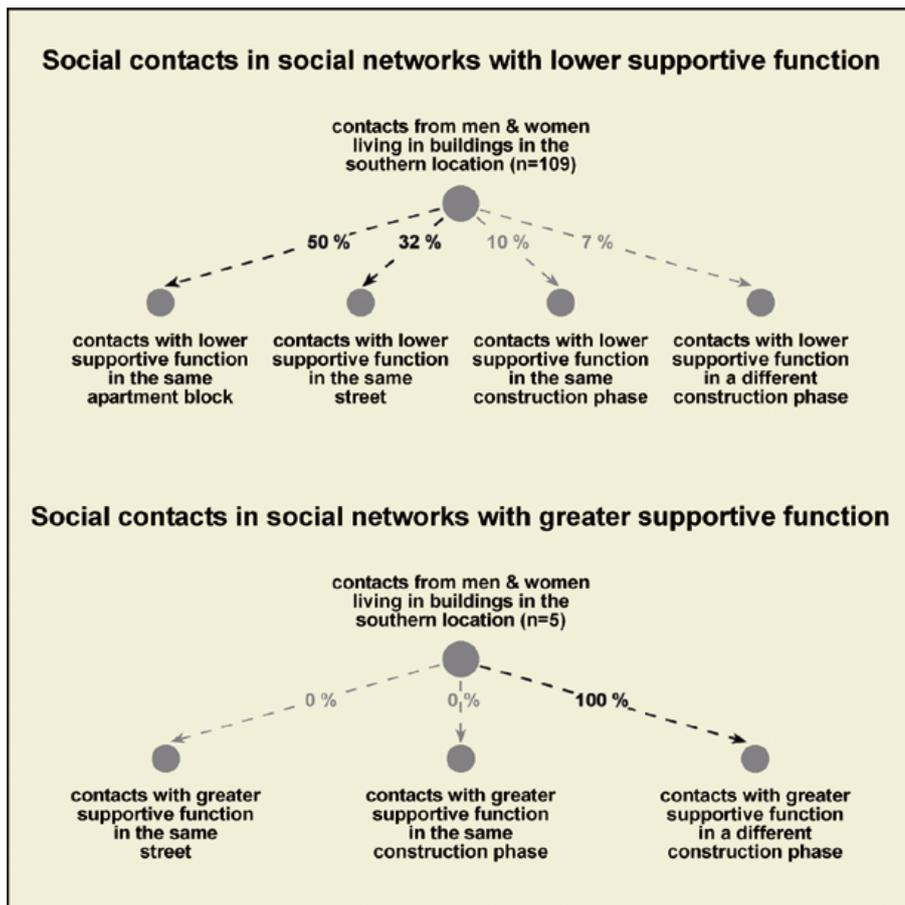 Social contacts in social networks with lower supportive function
contacts from men & women
living in buildings in the
southern location (n=109)
50 %
32 %
10 %
7 %
contacts with lower
supportive function
in the same
apartment block
contacts with lower
supportive function
in the same
street
contacts with lower
supportive function
in the same
construction phase
contacts with lower
supportive function
in a different
construction phase
Social contacts in social networks with greater supportive function
contacts from men & women
living in buildings in the
southern location (n=5)
0 %
0 %
100 %
contacts with greater
supportive function
in the same
street
contacts with greater
supportive function
in the same
construction phase
contacts with greater
supportive function
in a different
construction phase